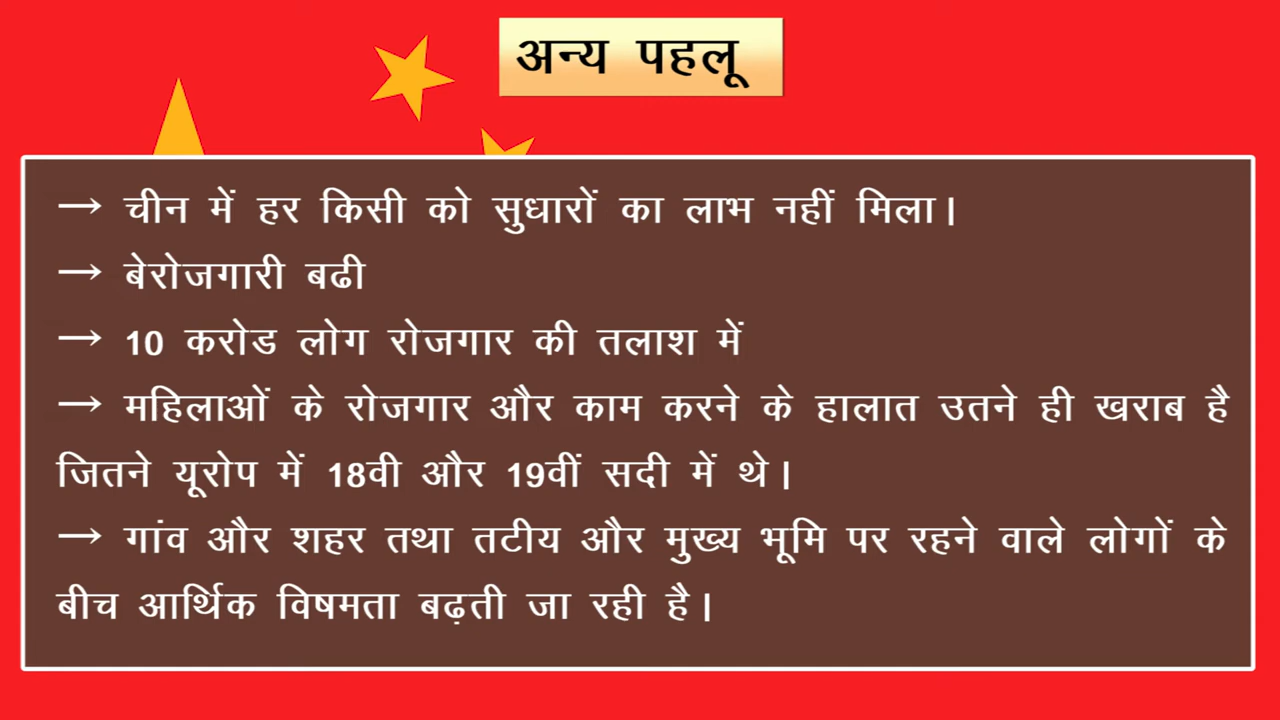 अन्य पहलू
→ चीन में हर किसी को सुधारों का लाभ नहीं मिला।
→ बेरोजगारी बढी
→ 10 करोड लोग रोजगार की तलाश में
→ महिलाओं के रोजगार और काम करने के हालात उतने ही खराब है
जितने यूरोप में 18वी और 19वीं सदी में थे।
→ गांव और शहर तथा तटीय और मुख्य भूमि पर रहने वाले लोगों के
बीच आर्थिक विषमता बढ़ती जा रही है।